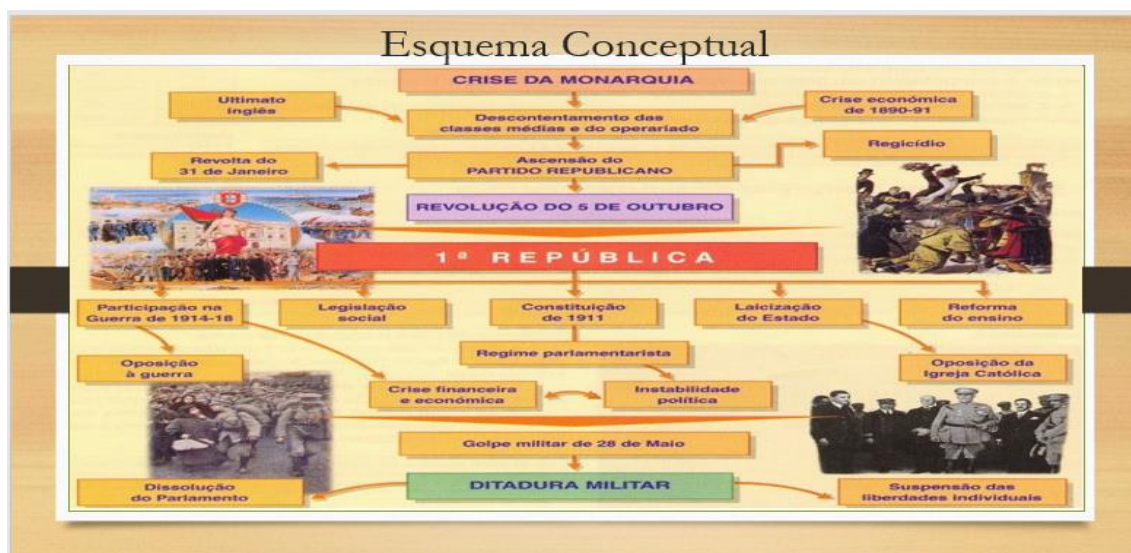 Esquema Conceptual
CRISE DA MONARQUIA
Ultimato
inglês
Crise económica
de 1890-91
Descontentamento das
classes médias e do operariado
Regicídio
Revolta do
31 de Janeiro
Ascensão do
PARTIDO REPUBLICANO
REVOLUÇÃO DO 5 DE OUTUBRO
1ª REPÚBLICA
Participação na
Guerra de 1914-18
Legislação
social
Constituição
de 1911
Laicização
do Estado
Reforma
do ensino
Regime parlamentarista
Oposição
à guerra
Oposição da
Igreja Católica
Crise financeira
e económica
Instabilidade
política
Golpe militar de 28 de Maio
Dissolução
do Parlamento
DITADURA MILITAR
Suspensão das
liberdades individuais